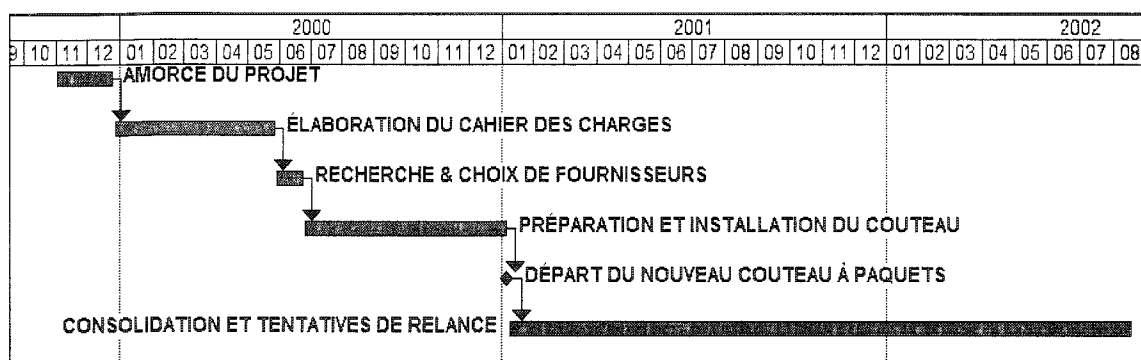 2000 2001 2002
9 10 11 12 01 02 03 04 05 06 07 08 09 10 11 12 01 02 03 04 05 06 07 08 09 10 11 12 01 02 03 04 05 06 07 08
AMORCE DU PROJET
ÉLABORATION DU CAHIER DES CHARGES
RECHERCHE & CHOIX DE FOURNISSEURS
PRÉPARATION ET INSTALLATION DU COUTEAU
DÉPART DU NOUVEAU COUTEAU À PAQUETS
CONSOLIDATION ET TENTATIVES DE RELANCE